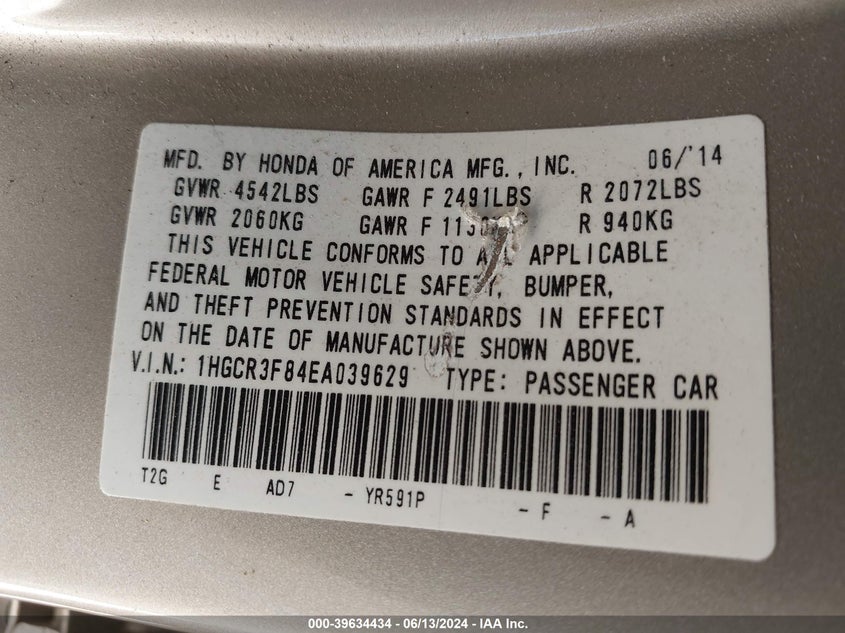 MFD. BY HONDA OF AMERICA MFG., INC. 06/'14
GVWR 4542LBS GAWR F 2491LBS R 2072LBS
GVWR 2060KG GAWR F R 940KG
THIS VEHICLE CONFORMS TO ALL APPLICABLE
FEDERAL MOTOR VEHICLE SAFETY, BUMPER,
AND THEFT PREVENTION STANDARDS IN EFFECT
ON THE DATE OF MANUFACTURE SHOWN ABOVE.
V.I.N.: 1HGCR3F84EA039629 TYPE: PASSENGER CAR
T2G E AD7 - YR591P - F - A
000-39634434 - 06/13/2024 - IAA Inc.